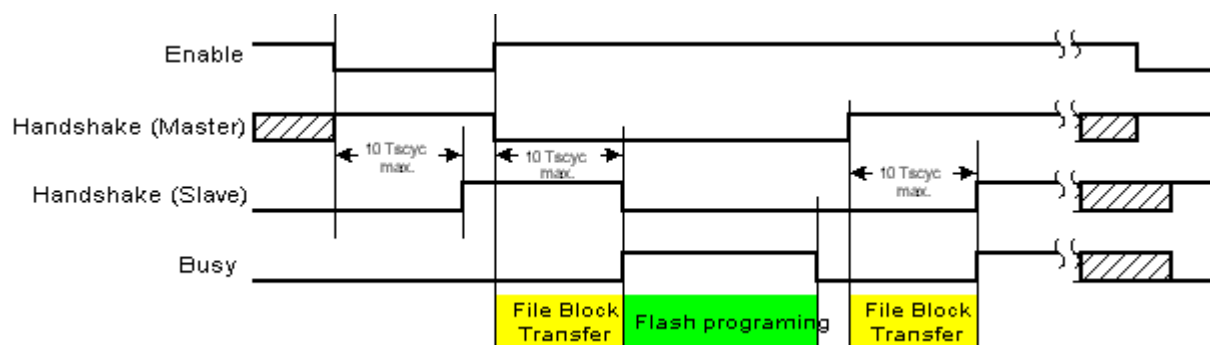 Enable
Handshake (Master)
10 Tscyc
max.
10 Tscyc
max.
10 Tscyc
max.
Handshake (Slave)
Busy
File Block
Transfer
Flash programing
File Block
Transfer